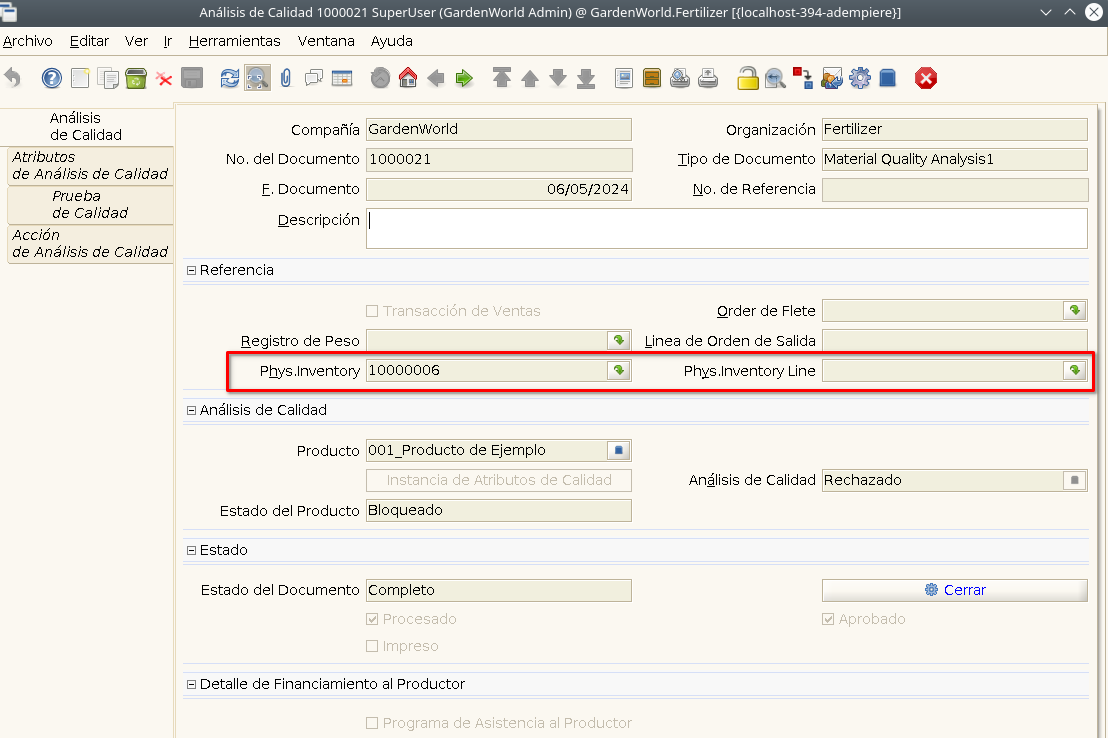 Análisis de Calidad 1000021 SuperUser (GardenWorld Admin) @ GardenWorld.Fertilizer [{localhost-394-adempiere}]
Archivo Editar Ver Ir Herramientas Ventana Ayuda
Análisis
de Calidad
Atributos
de Análisis de Calidad
Prueba
de Calidad
Acción
de Análisis de Calidad
Compañía GardenWorld Organización Fertilizer
No. del Documento 1000021 Tipo de Documento Material Quality Analysis1
F. Documento 06/05/2024 No. de Referencia
Descripción
Referencia
Transacción de Ventas Order de Flete
Registro de Peso Linea de Orden de Salida
Phys.Inventory 10000006 Phys.Inventory Line
Análisis de Calidad
Producto 001_Producto de Ejemplo
Instancia de Atributos de Calidad Análisis de Calidad Rechazado
Estado del Producto Bloqueado
Estado
Estado del Documento Completo Cerrar
Procesado Aprobado
Impreso
Detalle de Financiamiento al Productor
Programa de Asistencia al Productor